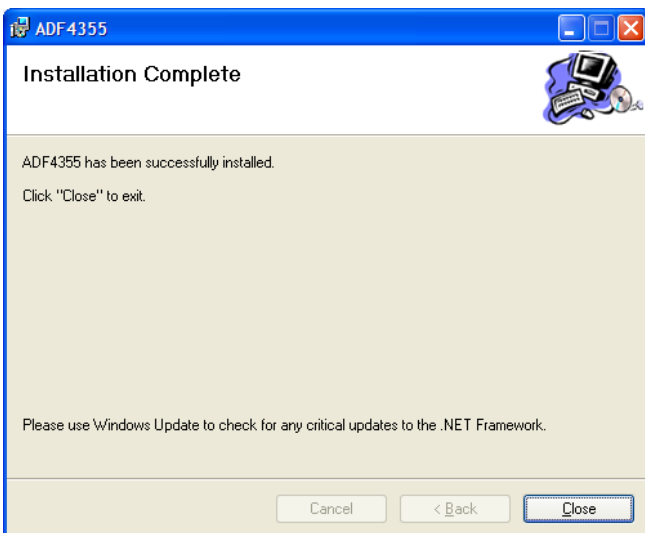 ADF4355
Installation Complete
ADF4355 has been successfully installed.
Click "Close" to exit.
Please use Windows Update to check for any critical updates to the .NET Framework.
Cancel
< Back
Close